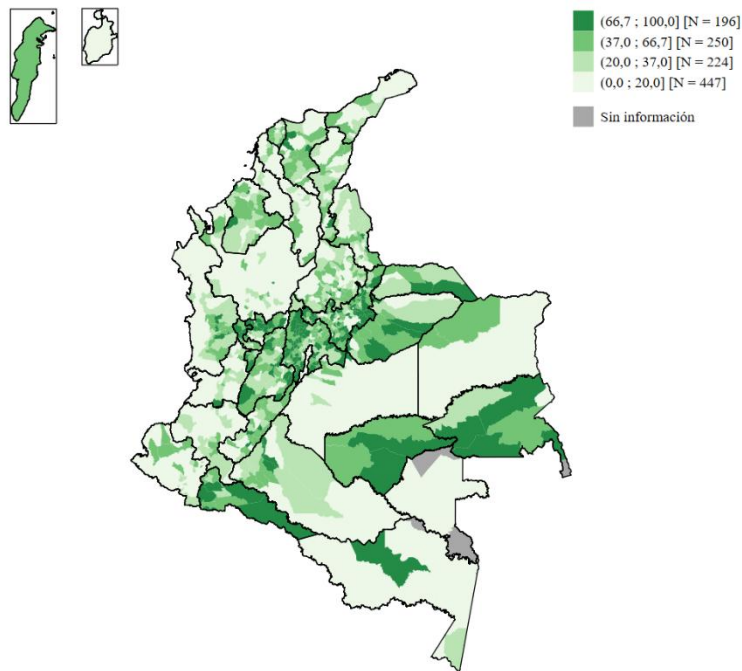 (66,7 ; 100,0] [N = 196]
(37,0 ; 66,7] [N = 250]
(20,0 ; 37,0] [N = 224]
(0,0 ; 20,0] [N = 447]
Sin información